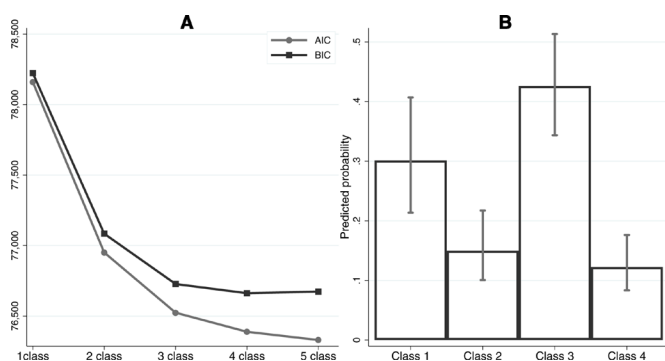 A
78,500
78,000
77,500
77,000
76,500
AIC
BIC
1class
2 class
3 class
4 class
5 class
B
Predicted probability
.5
.4
.3
.2
.1
0
Class 1
Class 2
Class 3
Class 4